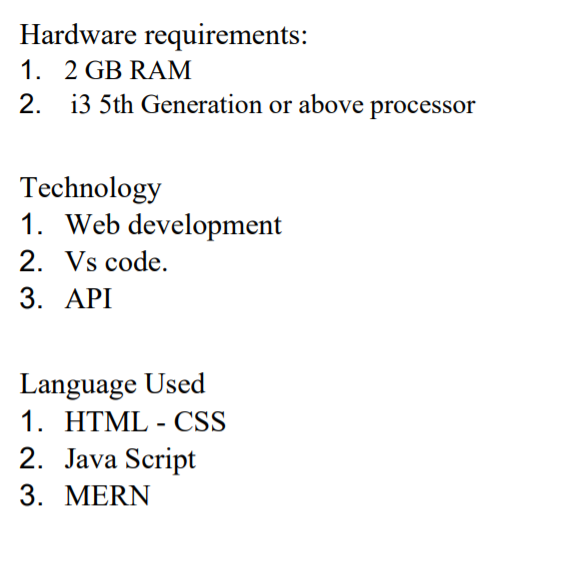 Hardware requirements:
1. 2 GB RAM
2. i3 5th Generation or above processor
Technology
1. Web development
2. Vs code.
3. API
Language Used
1. HTML - CSS
2. Java Script
3. MERN